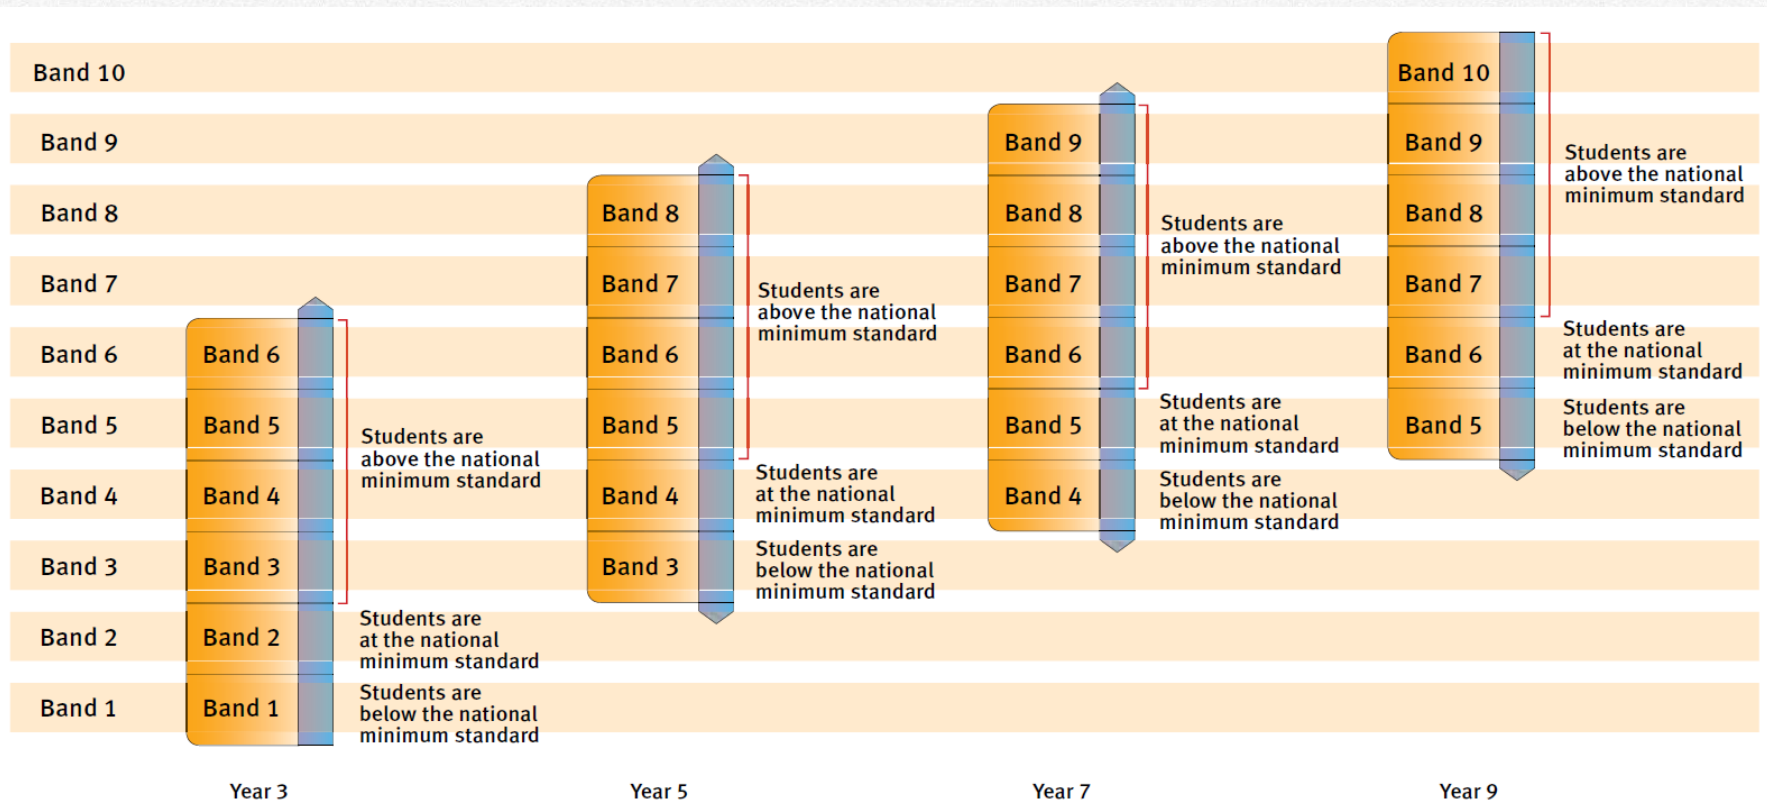 Band 10
Band 9
Band 8
Band 7
Band 6
Band 5
Band 4
Band 3
Band 2
Band 1
Band 6
Band 5
Band 4
Band 3
Band 2
Band 1
Students are
above the national
minimum standard
Students are
at the national
minimum standard
Students are
below the national
minimum standard
Year 3
Band 8
Band 7
Band 6
Band 5
Band 4
Band 3
Students are
above the national
minimum standard
Students are
at the national
minimum standard
Students are
below the national
minimum standard
Year 5
Band 9
Band 8
Band 7
Band 6
Band 5
Band 4
Students are
above the national
minimum standard
Students are
at the national
minimum standard
Students are
below the national
minimum standard
Year 7
Band 10
Band 9
Band 8
Band 7
Band 6
Band 5
Students are
above the national
minimum standard
Students are
at the national
minimum standard
Students are
below the national
minimum standard
Year 9